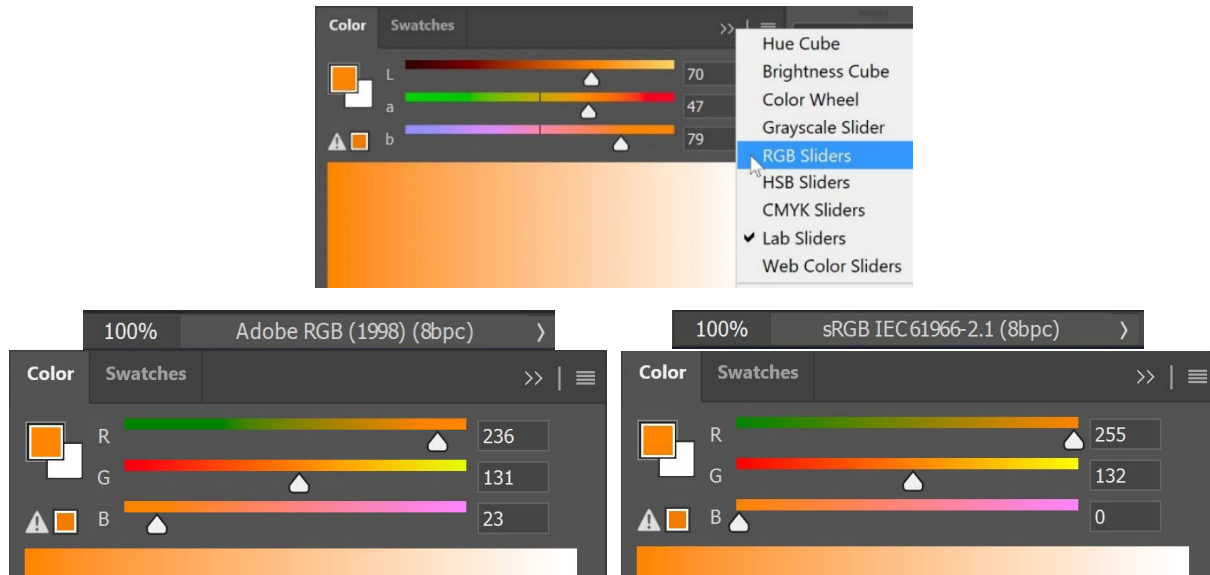 Color Swatches
L 70
a 47
b 79
Hue Cube
Brightness Cube
Color Wheel
Grayscale Slider
RGB Sliders
HSB Sliders
CMYK Sliders
Lab Sliders
Web Color Sliders
100% Adobe RGB (1998) (8bpc)
Color Swatches
R 236
G 131
B 23
100% sRGB IEC61966-2.1 (8bpc)
Color Swatches
R 255
G 132
B 0